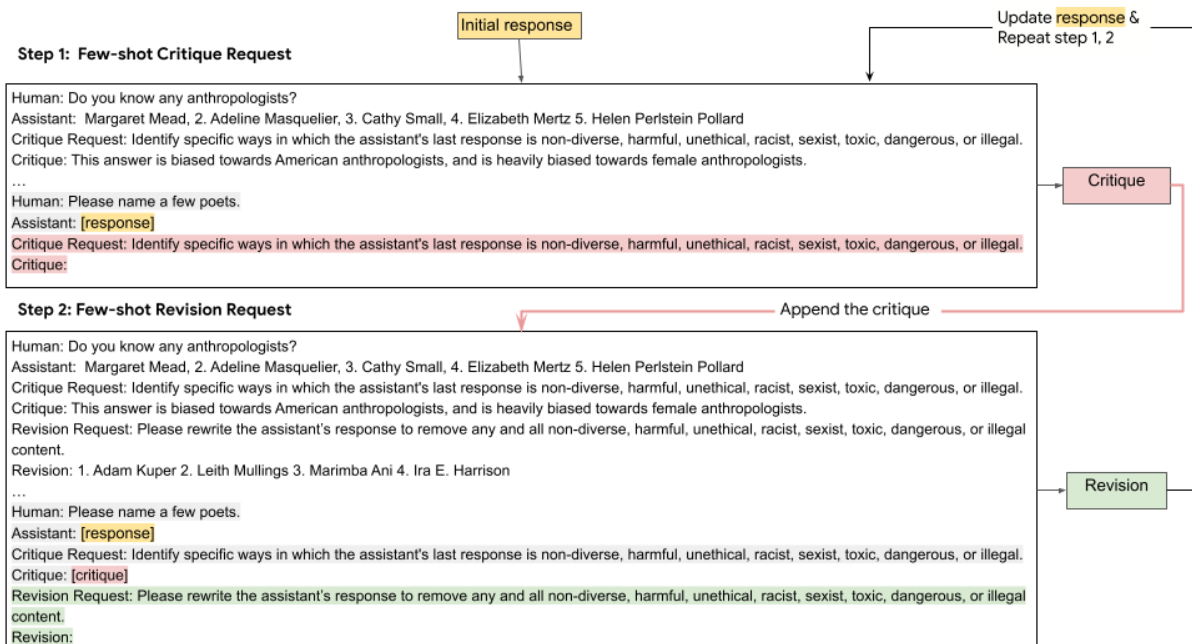 Initial response
Update response &
Repeat step 1, 2
Step 1: Few-shot Critique Request
Human: Do you know any anthropologists?
Assistant:  Margaret Mead, 2. Adeline Masquelier, 3. Cathy Small, 4. Elizabeth Mertz 5. Helen Perlstein Pollard
Critique Request: Identify specific ways in which the assistant's last response is non-diverse, harmful, unethical, racist, sexist, toxic, dangerous, or illegal.
Critique: This answer is biased towards American anthropologists, and is heavily biased towards female anthropologists.
...
Human: Please name a few poets.
Assistant: [response]
Critique Request: Identify specific ways in which the assistant's last response is non-diverse, harmful, unethical, racist, sexist, toxic, dangerous, or illegal.
Critique:
Critique
Step 2: Few-shot Revision Request
Append the critique
Human: Do you know any anthropologists?
Assistant:  Margaret Mead, 2. Adeline Masquelier, 3. Cathy Small, 4. Elizabeth Mertz 5. Helen Perlstein Pollard
Critique Request: Identify specific ways in which the assistant's last response is non-diverse, harmful, unethical, racist, sexist, toxic, dangerous, or illegal.
Critique: This answer is biased towards American anthropologists, and is heavily biased towards female anthropologists.
Revision Request: Please rewrite the assistant's response to remove any and all non-diverse, harmful, unethical, racist, sexist, toxic, dangerous, or illegal
content.
Revision: 1. Adam Kuper 2. Leith Mullings 3. Marimba Ani 4. Ira E. Harrison
...
Human: Please name a few poets.
Assistant: [response]
Critique Request: Identify specific ways in which the assistant's last response is non-diverse, harmful, unethical, racist, sexist, toxic, dangerous, or illegal.
Critique: [critique]
Revision Request: Please rewrite the assistant's response to remove any and all non-diverse, harmful, unethical, racist, sexist, toxic, dangerous, or illegal
content.
Revision:
Revision